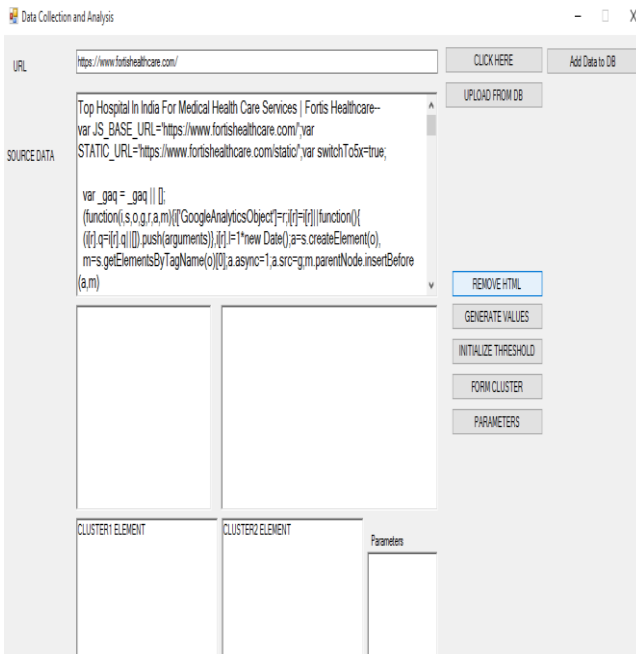 Data Collection and Analysis
URL
https://www.fortishealthcare.com/
CLICK HERE
Add Data to DB
UPLOAD FROM DB
SOURCE DATA
Top Hospital In India For Medical Health Care Services | Fortis Healthcare--
var JS_BASE_URL="https://www.fortishealthcare.com/";var
STATIC_URL="https://www.fortishealthcare.com/static/";var switchTo5x=true;
var _gaq = _gaq || [];
(function(i,s,o,g,r,a,m){i['GoogleAnalyticsObject']=r;i[r]=i[r]||function(){
(i[r].q=i[r].q||[]).push(arguments)},i[r].l=1*new Date();a=s.createElement(o),
m=s.getElementsByTagName(o)[0];a.async=1;a.src=g;m.parentNode.insertBefore
(a,m)
REMOVE HTML
GENERATE VALUES
INITIALIZE THRESHOLD
FORM CLUSTER
PARAMETERS
CLUSTER1 ELEMENT
CLUSTER2 ELEMENT
Parameters